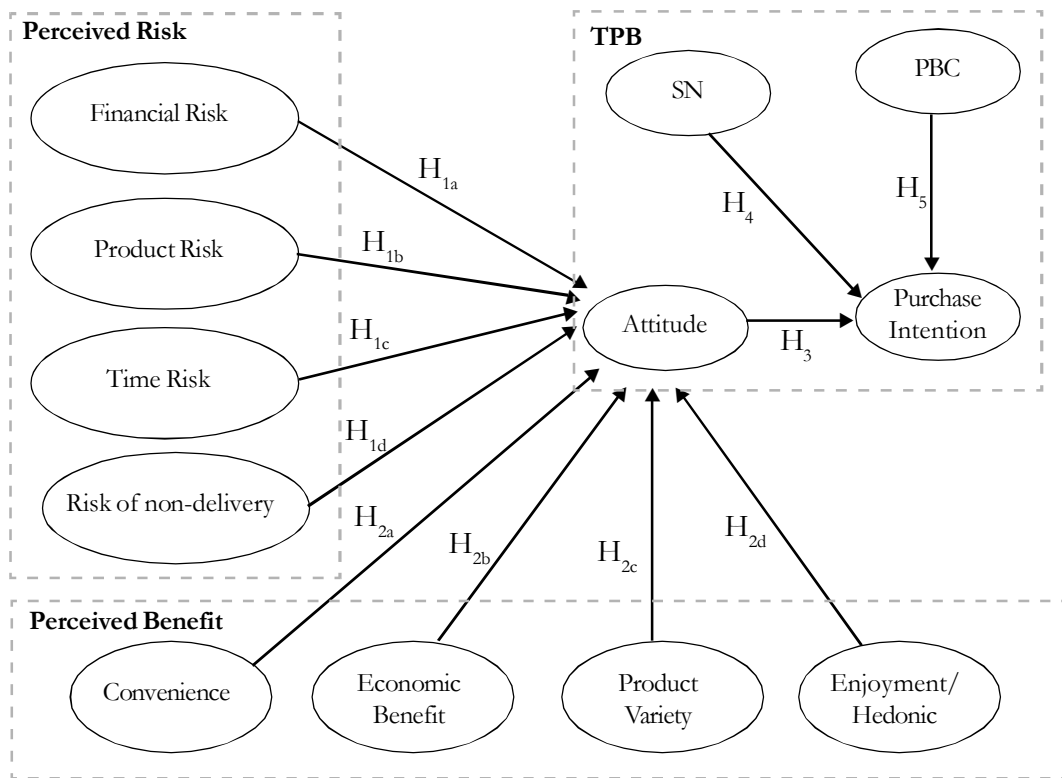 Perceived Risk
Financial Risk
Product Risk
Time Risk
Risk of non-delivery
H1a
H1b
H1c
H1d
TPB
SN
PBC
H4
H5
Attitude
H3
Purchase
Intention
H2a
H2b
H2c
H2d
Perceived Benefit
Convenience
Economic
Benefit
Product
Variety
Enjoyment/
Hedonic